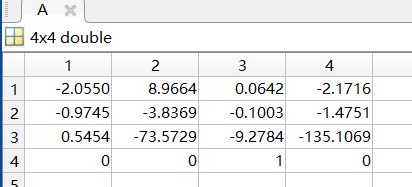 A
4x4 double
1 2 3 4
1 -2.0550 8.9664 0.0642 -2.1716
2 -0.9745 -3.8369 -0.1003 -1.4751
3 0.5454 -73.5729 -9.2784 -135.1069
4 0 0 1 0